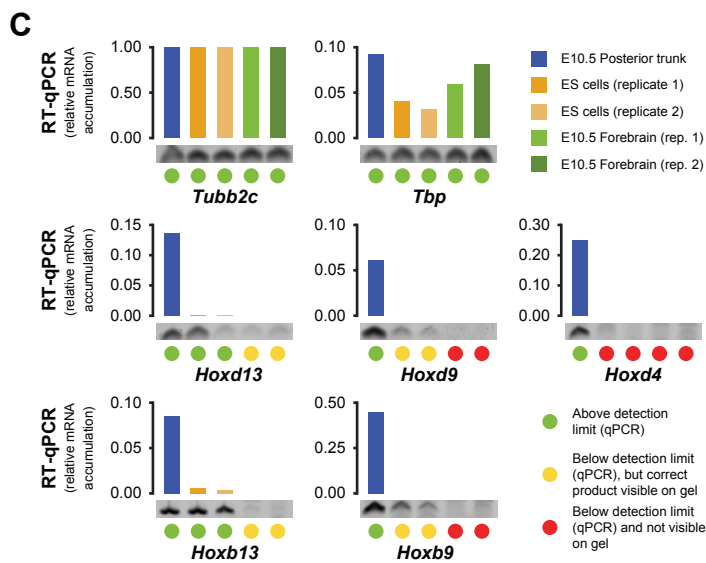 C
RT-qPCR
(relative mRNA
accumulation)
1.00
0.50
0.00
Tubb2c
0.10
0.05
0.00
Tbp
E10.5 Posterior trunk
ES cells (replicate 1)
ES cells (replicate 2)
E10.5 Forebrain (rep. 1)
E10.5 Forebrain (rep. 2)
RT-qPCR
(relative mRNA
accumulation)
0.15
0.10
0.05
0.00
Hoxd13
0.10
0.05
0.00
Hoxd9
0.30
0.20
0.10
0.00
Hoxd4
RT-qPCR
(relative mRNA
accumulation)
0.10
0.05
0.00
Hoxb13
0.50
0.25
0.00
Hoxb9
Above detection
limit (qPCR)
Below detection limit
(qPCR), but correct
product visible on gel
Below detection limit
(qPCR) and not visible
on gel